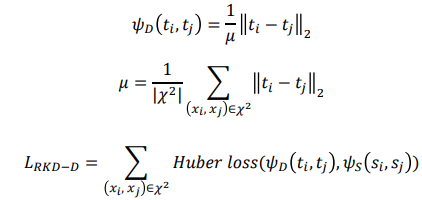 ψ_D(t_i, t_j) = 1/μ ‖t_i − t_j‖_2
μ = 1/|χ^2| ∑_{(x_i, x_j)∈χ^2} ‖t_i − t_j‖_2
L_{RKD−D} = ∑_{(x_i, x_j)∈χ^2} Huber loss(ψ_D(t_i, t_j), ψ_S(s_i, s_j))